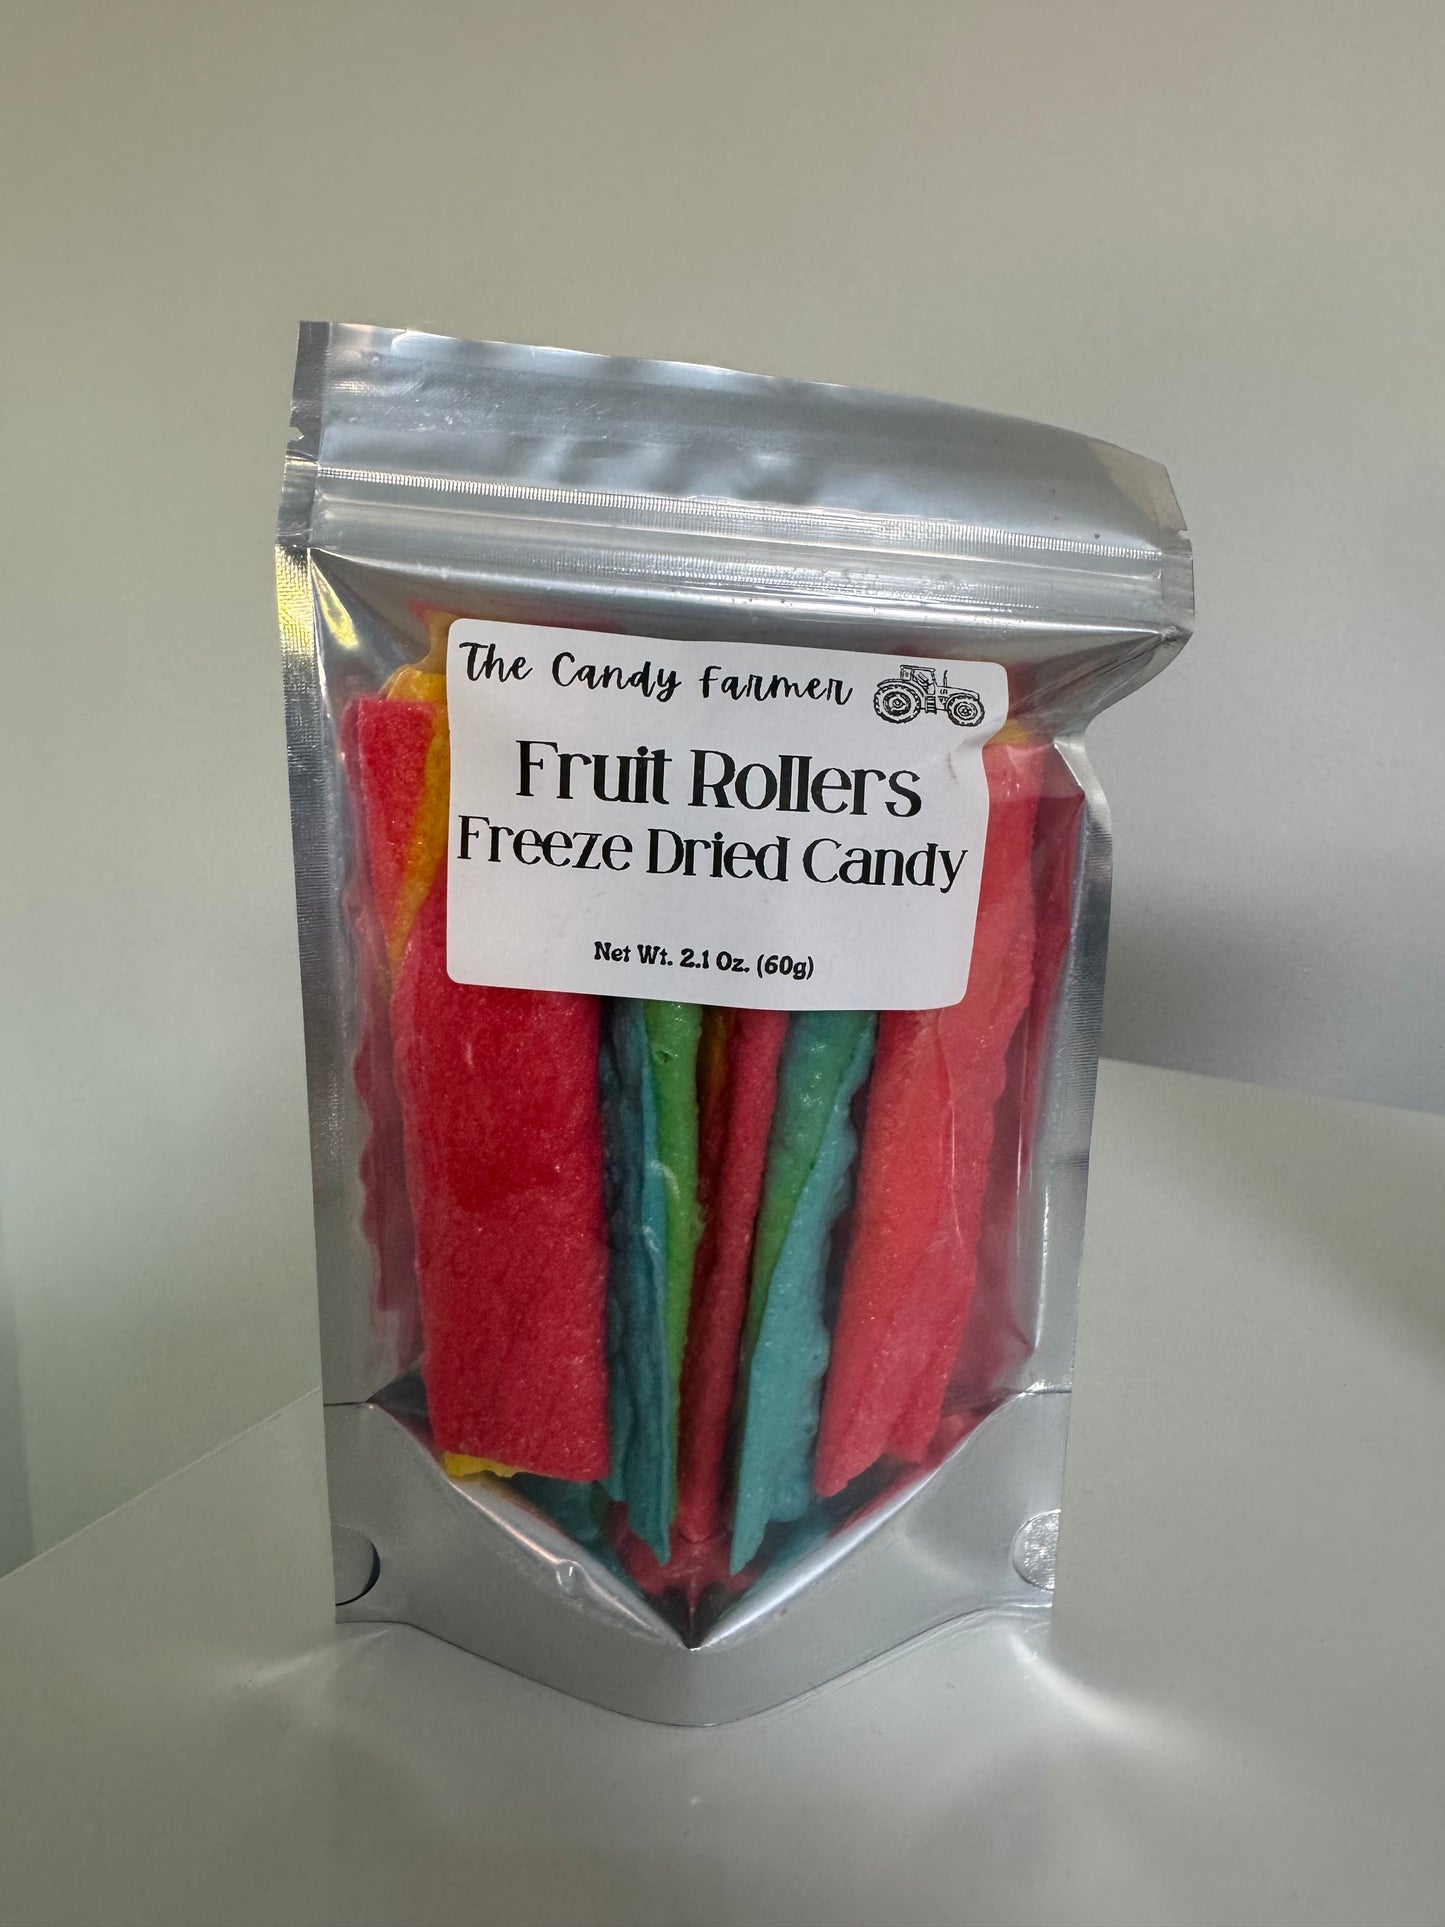 The Candy Farmer
Fruit Rollers
Freeze Dried Candy
Net Wt. 2.1 Oz. (60g)